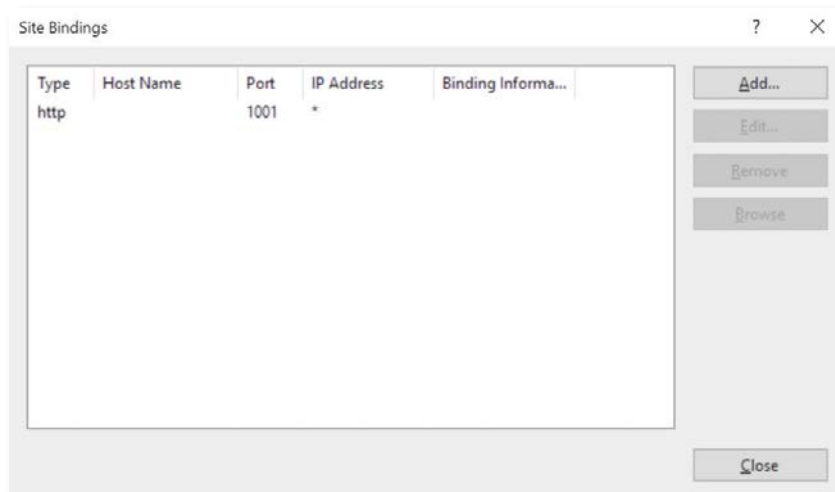 Site Bindings ? ×
Type Host Name Port IP Address Binding Informa...
http 1001 *
Add...
Edit...
Remove
Browse
Close